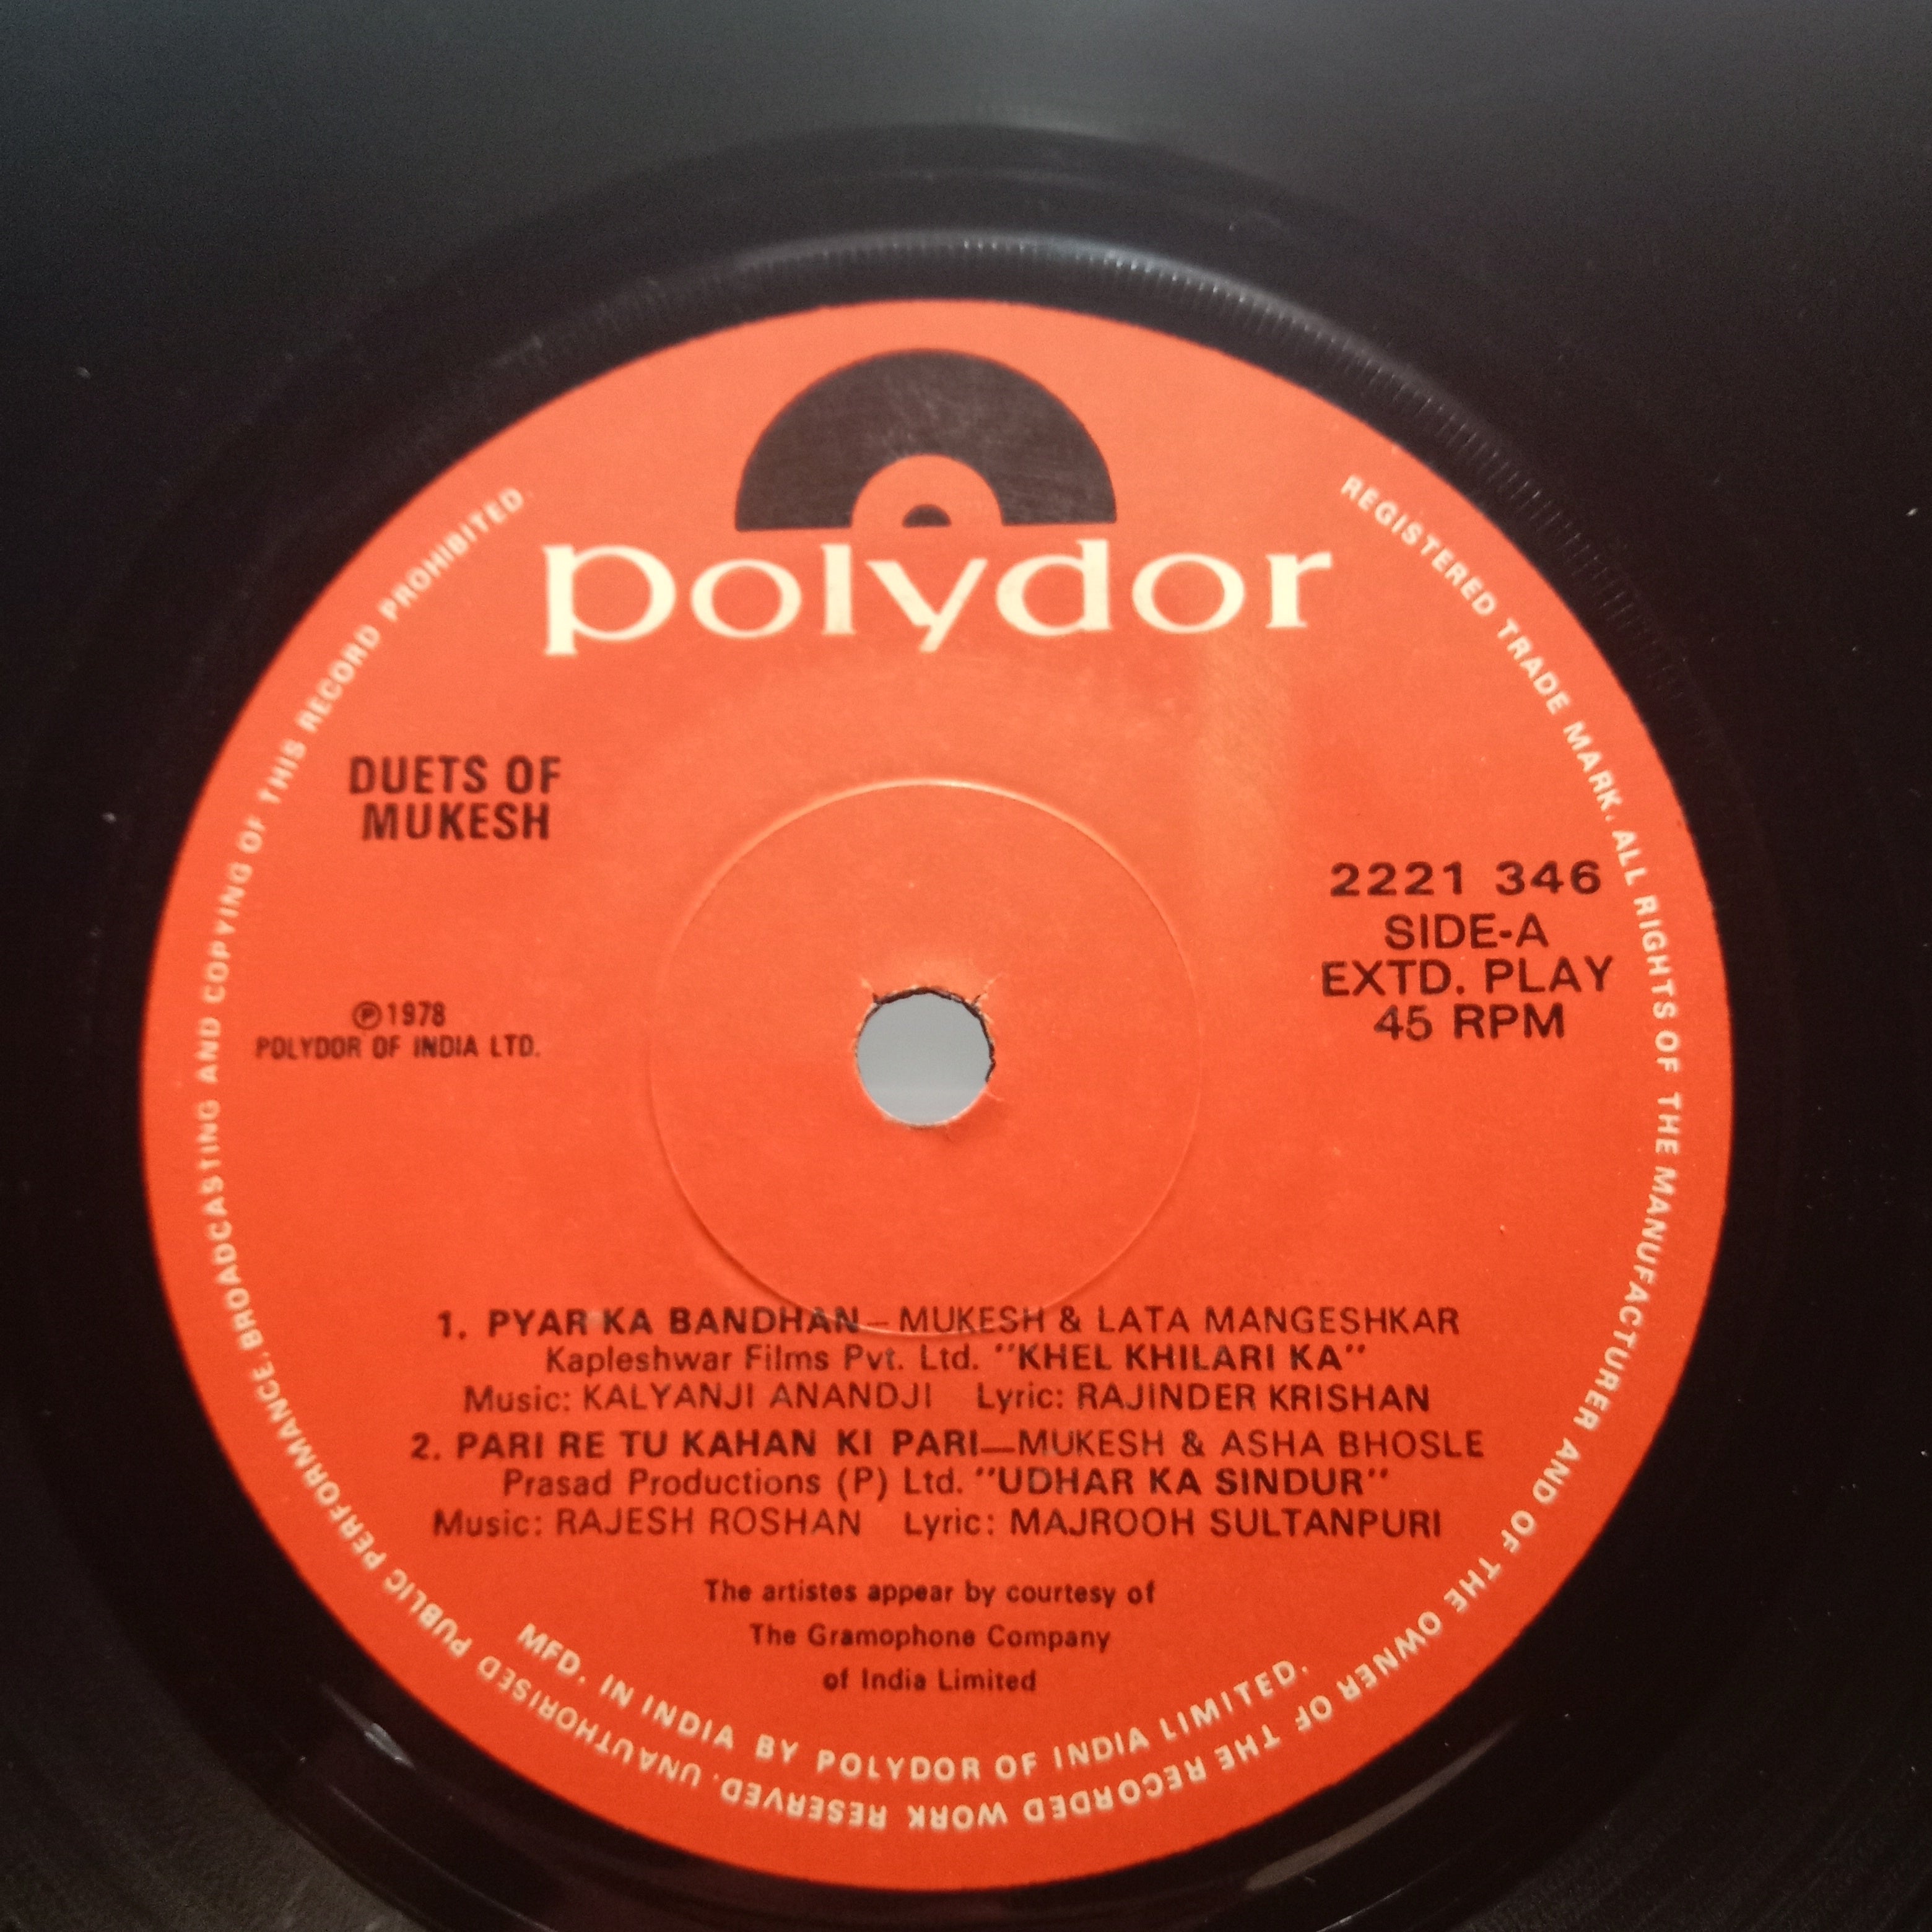 polydor
DUETS OF
MUKESH
2221 346
SIDE-A
EXTD. PLAY
45 RPM
℗1978
POLYDOR OF INDIA LTD.
1. PYAR KA BANDHAN – MUKESH & LATA MANGESHKAR
Kapleshwar Films Pvt. Ltd. "KHEL KHILARI KA"
Music: KALYANJI ANANDJI Lyric: RAJINDER KRISHAN
2. PARI RE TU KAHAN KI PARI—MUKESH & ASHA BHOSLE
Prasad Productions (P) Ltd. "UDHAR KA SINDUR"
Music: RAJESH ROSHAN Lyric: MAJROOH SULTANPURI
The artistes appear by courtesy of
The Gramophone Company
of India Limited
MFD. IN INDIA BY POLYDOR OF INDIA LIMITED.
REGISTERED TRADE MARK. ALL RIGHTS OF THE MANUFACTURER AND OF THE OWNER OF THE RECORDED WORK RESERVED. UNAUTHORISED PUBLIC PERFORMANCE, BROADCASTING AND COPYING OF THIS RECORD PROHIBITED.